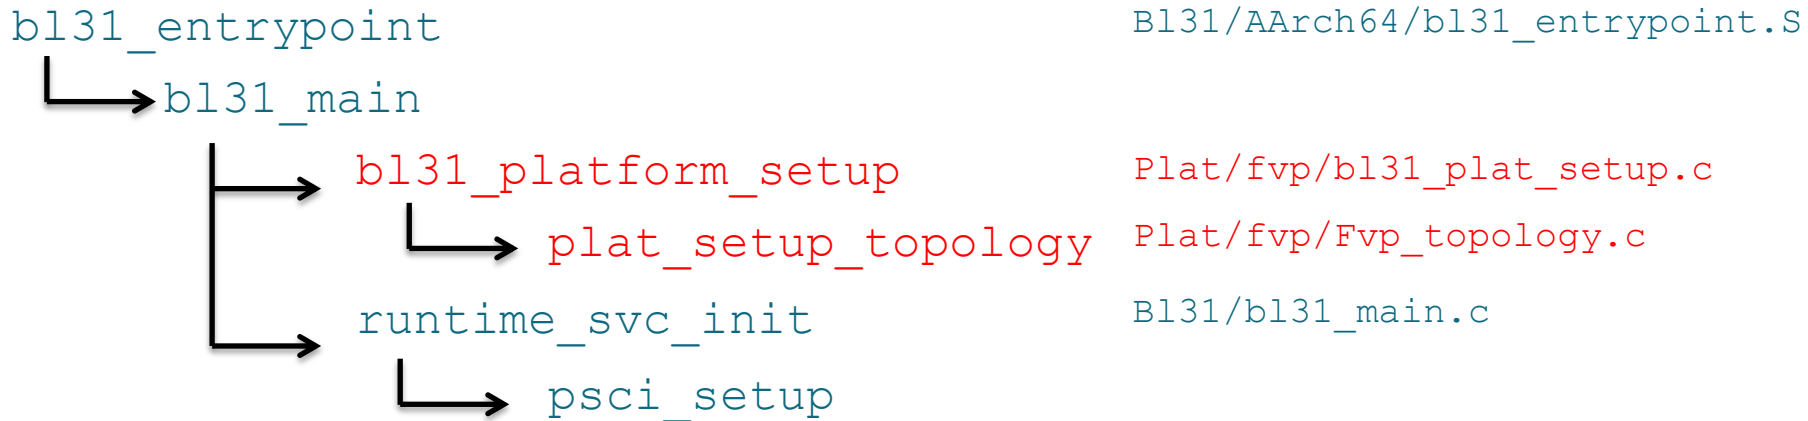 bl31_entrypoint Bl31/AArch64/bl31_entrypoint.S
bl31_main
bl31_platform_setup Plat/fvp/bl31_plat_setup.c
plat_setup_topology Plat/fvp/Fvp_topology.c
runtime_svc_init Bl31/bl31_main.c
psci_setup